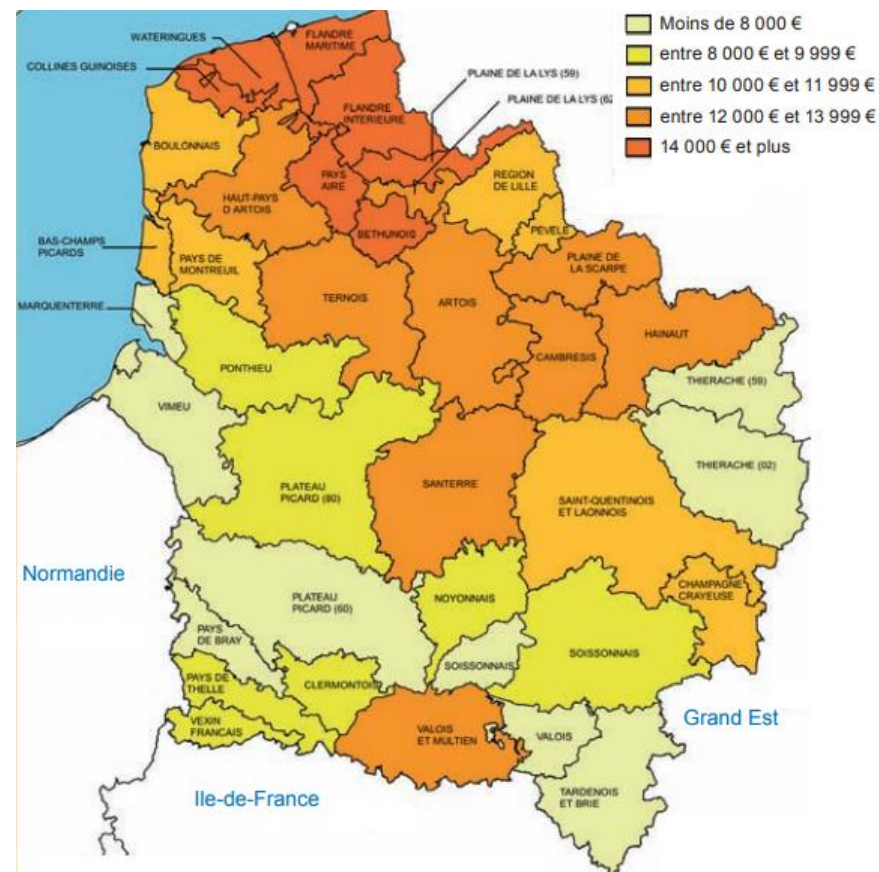 Moins de 8 000 €
entre 8 000 € et 9 999 €
entre 10 000 € et 11 999 €
entre 12 000 € et 13 999 €
14 000 € et plus
WATERINGUES
FLANDRE
MARITIME
COLLINES GUINOISES
PLAINE DE LA LYS (59)
PLAINE DE LA LYS (62
FLANDRE
INTERIEURE
BOULONNAIS
PAYS
AIRE
REGION
DE LILLE
HAUT-PAYS
D ARTOIS
BETHUNOIS
PEVELE
BAS-CHAMPS
PICARDS
PAYS DE
MONTREUIL
PLAINE DE
LA SCARPE
TERNOIS
ARTOIS
MARQUENTERRE
HAINAUT
CAMBRESIS
PONTHIEU
THIERACHE (59)
VIMEU
THIERACHE (02)
PLATEAU
PICARD (80)
SANTERRE
SAINT-QUENTINOIS
ET LAONNOIS
Normandie
PLATEAU
PICARD (60)
NOYONNAIS
CHAMPAGNE
CRAYEUSE
PAYS
DE BRAY
SOISSONNAIS
SOISSONNAIS
PAYS DE
THELLE
CLERMONTOIS
VEXIN
FRANCAIS
VALOIS
ET MULTIEN
VALOIS
Grand Est
Ile-de-France
TARDENOIS
ET BRIE